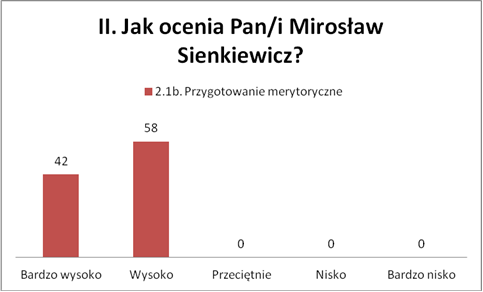 II. Jak ocenia Pan/i Mirosław
Sienkiewicz?
2.1b. Przygotowanie merytoryczne
42
58
0
0
0
Bardzo wysoko
Wysoko
Przeciętnie
Nisko
Bardzo nisko